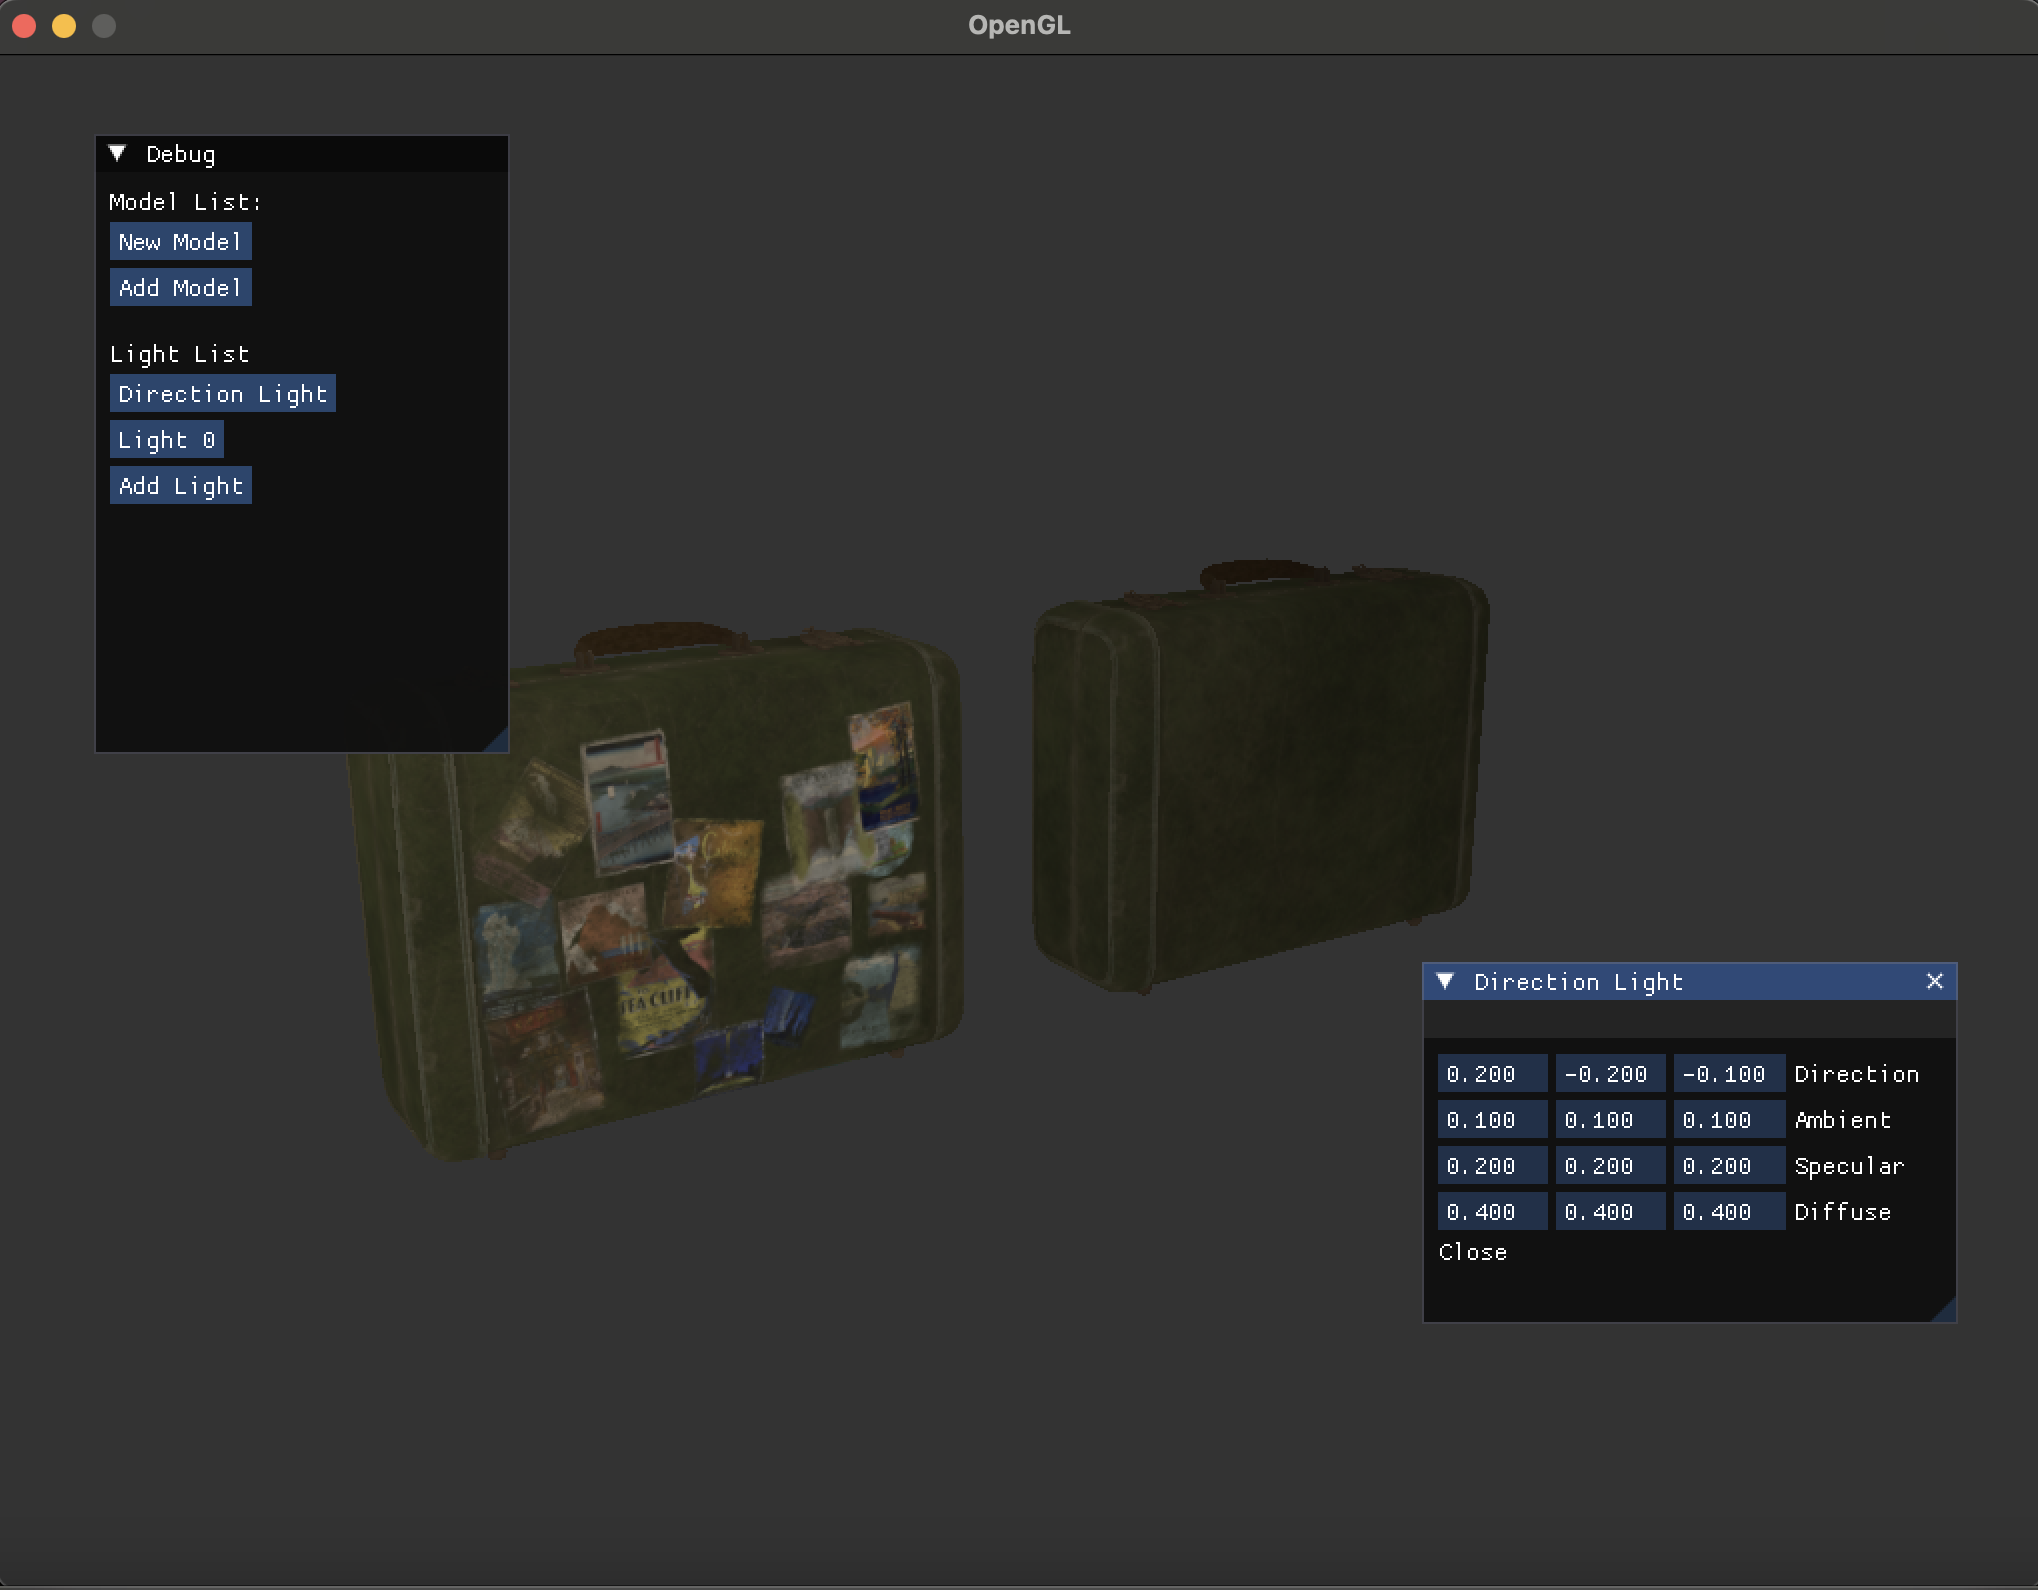 OpenGL
Debug
Model List:
New Model
Add Model
Light List
Direction Light
Light 0
Add Light
Direction Light
0.200 -0.200 -0.100 Direction
0.100 0.100 0.100 Ambient
0.200 0.200 0.200 Specular
0.400 0.400 0.400 Diffuse
Close